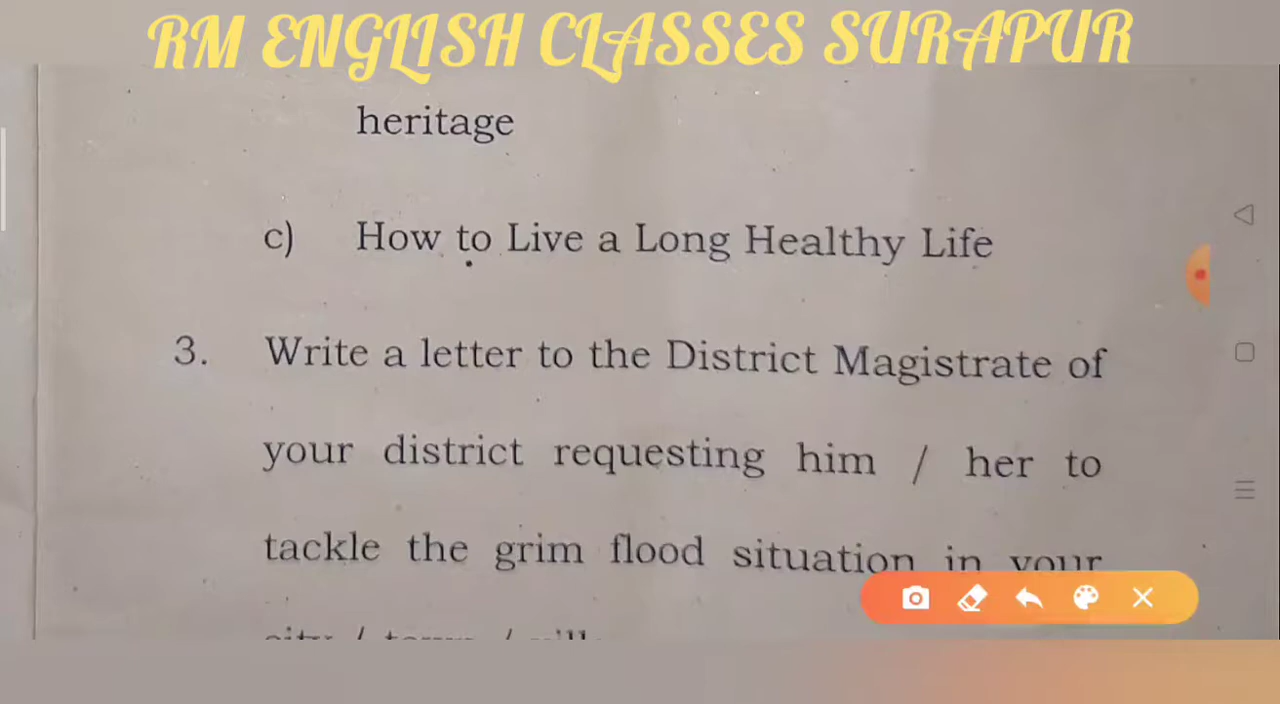 RM ENGLISH CLASSES SURAPUR
heritage
c) How to Live a Long Healthy Life
3. Write a letter to the District Magistrate of
your district requesting him / her to
tackle the grim flood situation in your